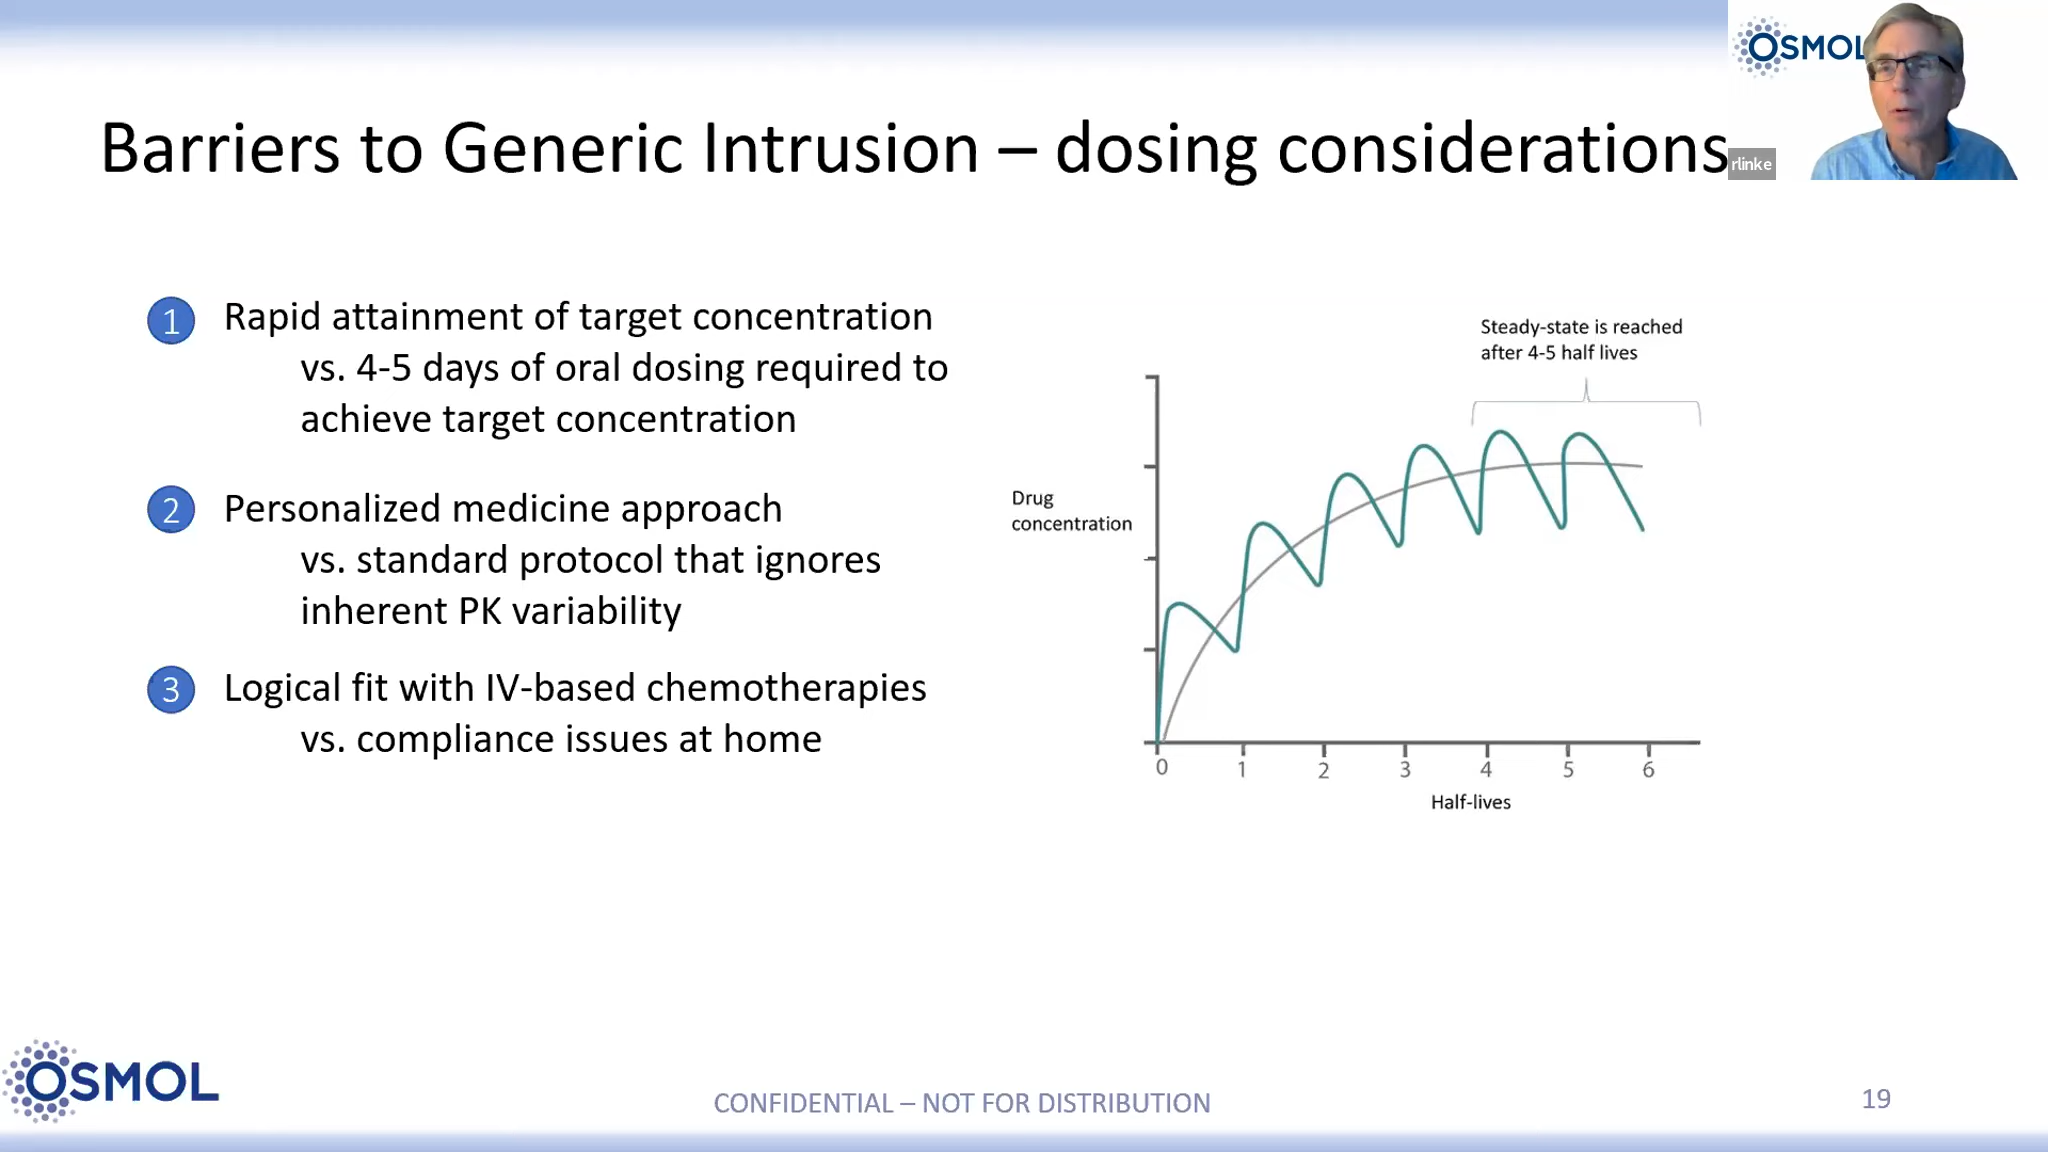 OSMOL
Barriers to Generic Intrusion – dosing considerations
rlinke
1 Rapid attainment of target concentration
vs. 4-5 days of oral dosing required to
achieve target concentration
2 Personalized medicine approach
vs. standard protocol that ignores
inherent PK variability
3 Logical fit with IV-based chemotherapies
vs. compliance issues at home
Steady-state is reached
after 4-5 half lives
Drug
concentration
0 1 2 3 4 5 6
Half-lives
OSMOL
CONFIDENTIAL – NOT FOR DISTRIBUTION
19